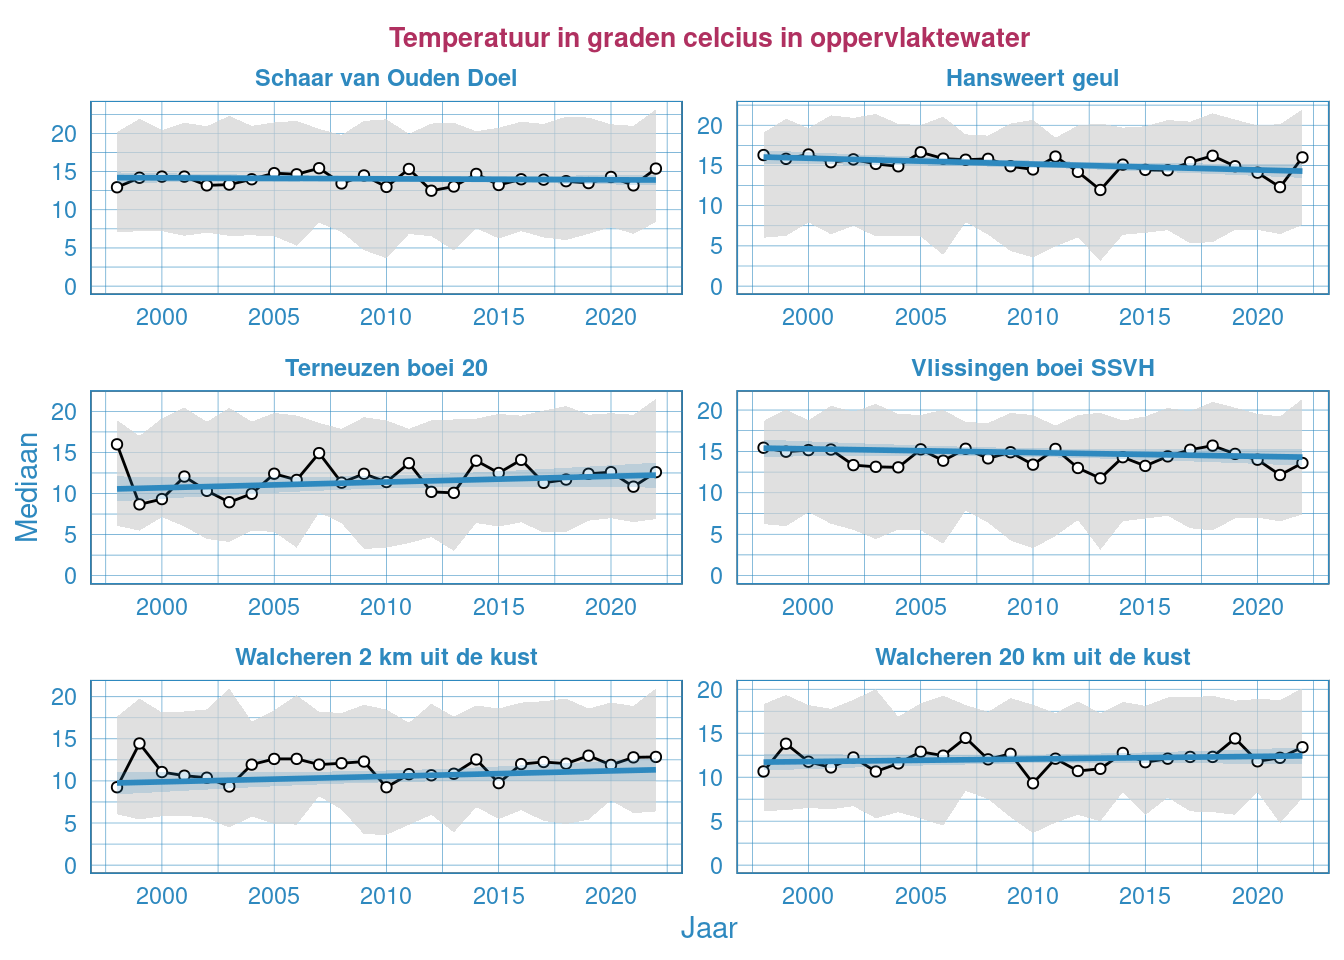 Temperatuur in graden celcius in oppervlaktewater
Schaar van Ouden Doel
Hansweert geul
20
15
10
5
0
20
15
10
5
0
2000 2005 2010 2015 2020
2000 2005 2010 2015 2020
Terneuzen boei 20
Vlissingen boei SSVH
Mediaan
20
15
10
5
0
20
15
10
5
0
2000 2005 2010 2015 2020
2000 2005 2010 2015 2020
Walcheren 2 km uit de kust
Walcheren 20 km uit de kust
20
15
10
5
0
20
15
10
5
0
2000 2005 2010 2015 2020
2000 2005 2010 2015 2020
Jaar